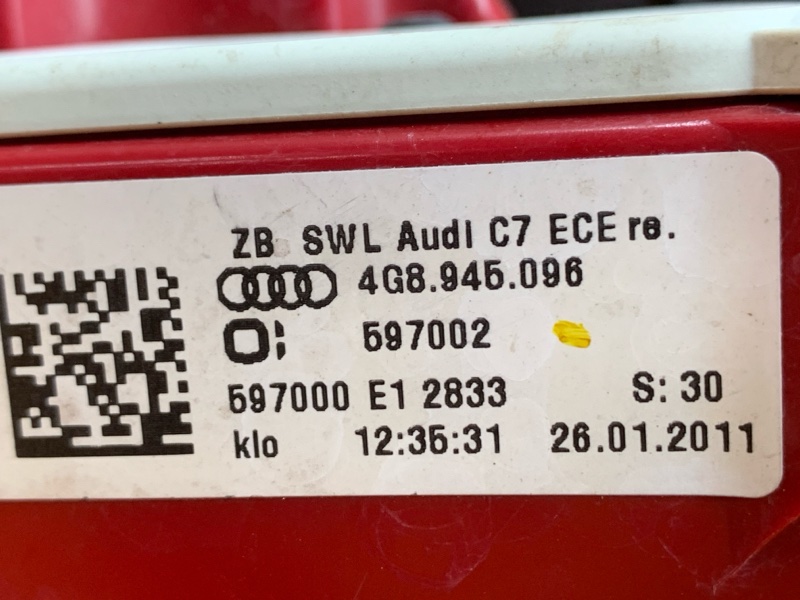 ZB SWL Audi C7 ECE re.
4G8.945.096
597002
597000 E1 2833 S: 30
klo 12:35:31 26.01.2011